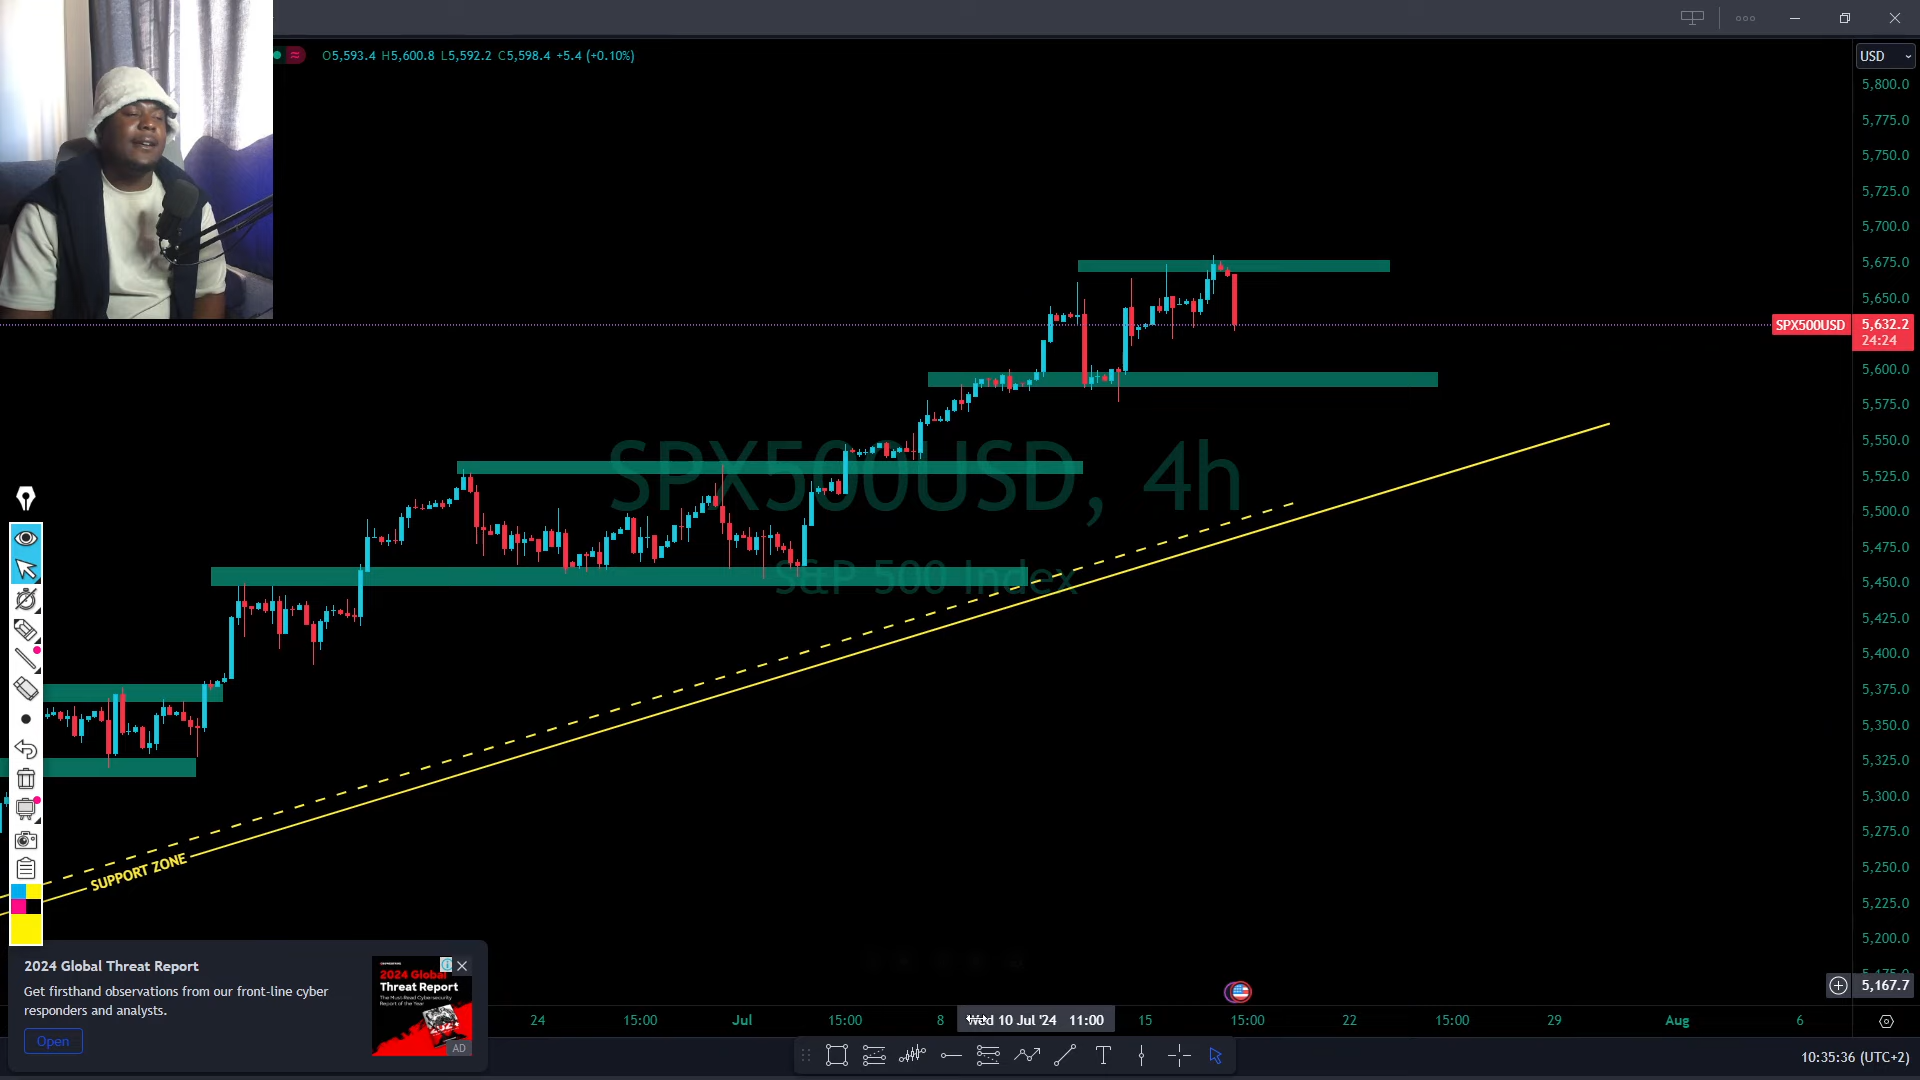 O5,593.4 H5,600.8 L5,592.2 C5,598.4 +5.4 (+0.10%)
USD
5,800.0
5,775.0
5,750.0
5,725.0
5,700.0
5,675.0
5,650.0
SPX500USD 5,632.2
24:24
5,600.0
5,575.0
5,550.0
5,525.0
5,500.0
5,475.0
5,450.0
5,425.0
5,400.0
5,375.0
5,350.0
5,325.0
5,300.0
5,275.0
5,250.0
5,225.0
5,200.0
5,167.7
SPX500USD, 4h
S&P 500 Index
SUPPORT ZONE
2024 Global Threat Report
Get firsthand observations from our front-line cyber
responders and analysts.
Open
2024 Global
Threat Report
AD
24 15:00 Jul 15:00 8 Wed 10 Jul '24 11:00 15 15:00 22 15:00 29 Aug 6
10:35:36 (UTC+2)